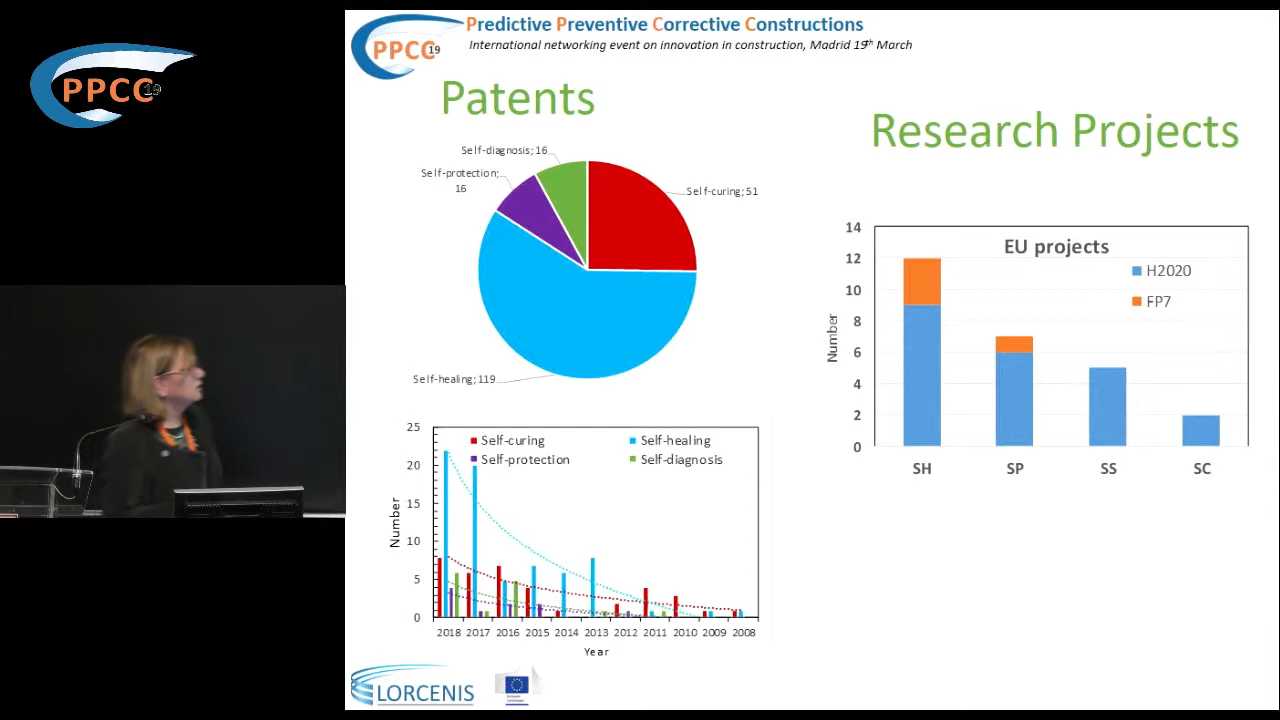 PPCC 19
PPCC 19
Predictive Preventive Corrective Constructions
International networking event on innovation in construction, Madrid 19th March
Patents
Research Projects
Self-diagnosis; 16
Self-protection;
16
Self-curing; 51
Self-healing; 119
EU projects
H2020
FP7
Number
14
12
10
8
6
4
2
0
SH SP SS SC
Self-curing Self-healing
Self-protection Self-diagnosis
Number
25
20
15
10
5
0
2018 2017 2016 2015 2014 2013 2012 2011 2010 2009 2008
Year
LORCENIS